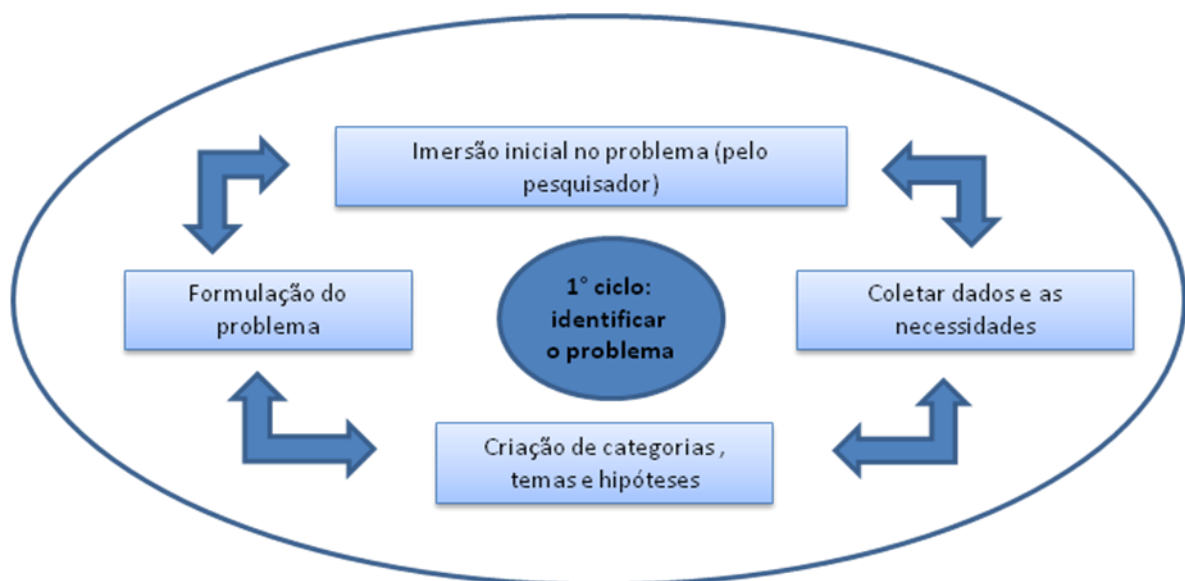 Imersão inicial no problema (pelo
pesquisador)
Formulação do
problema
1° ciclo:
identificar
o problema
Coletar dados e as
necessidades
Criação de categorias ,
temas e hipóteses